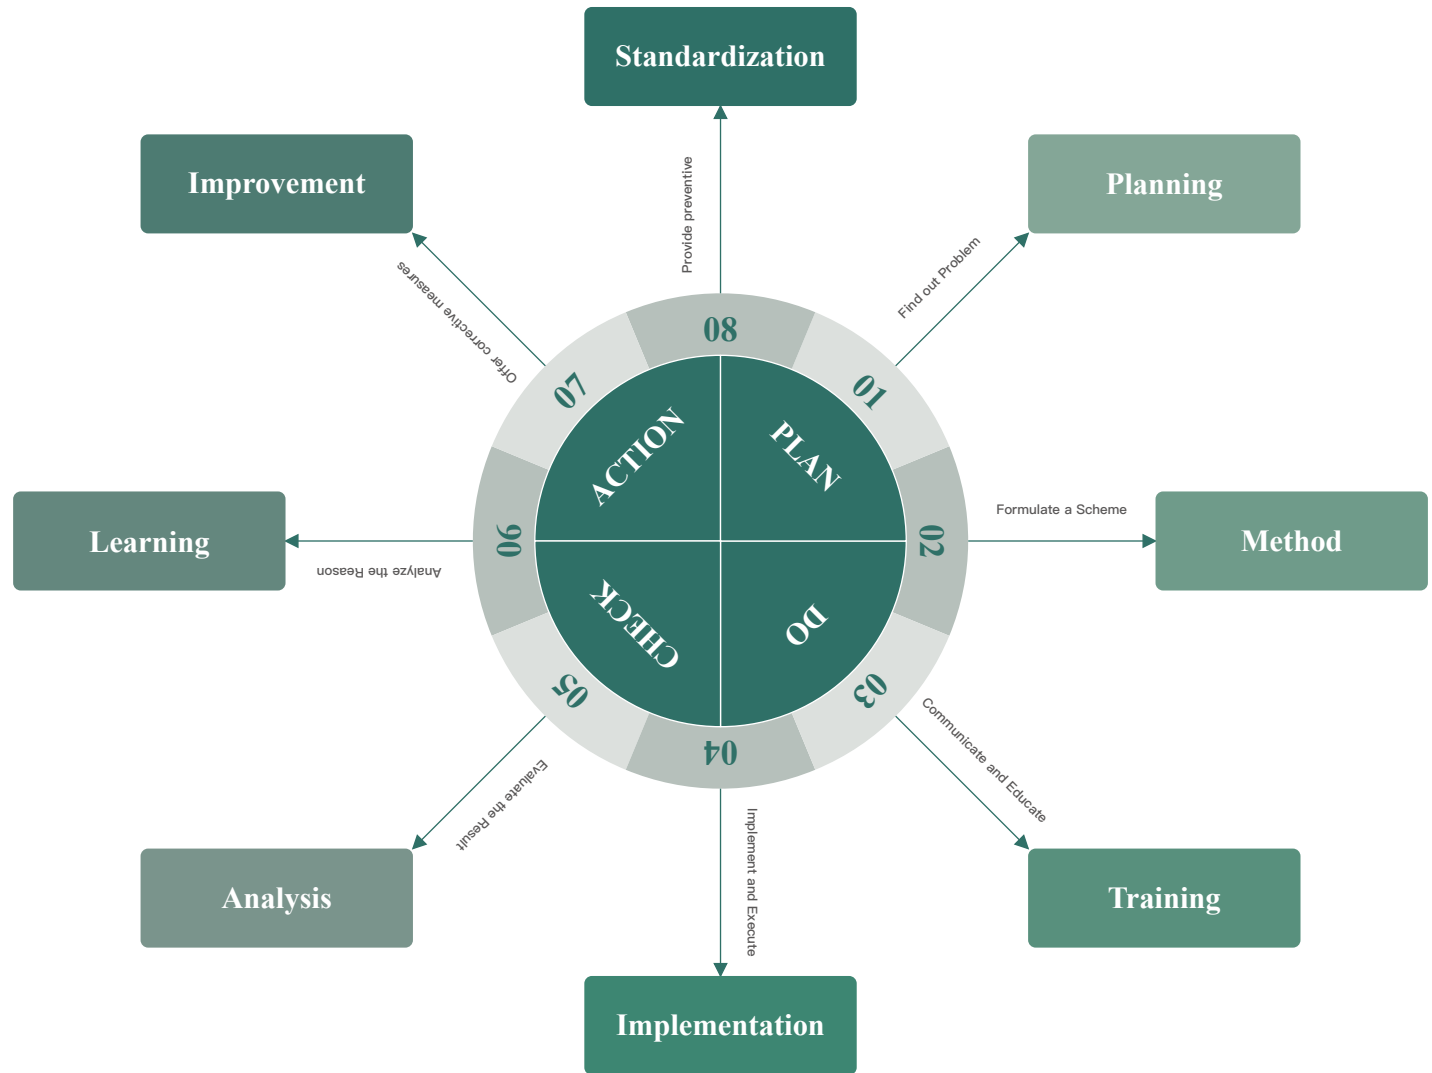 Standardization
Improvement
Planning
Provide preventive
Find out Problem
Offer corrective measures
08
01
07
ACTION
PLAN
Learning
Analyze the Reason
06
02
Formulate a Scheme
Method
CHECK
DO
05
03
04
Communicate and Educate
Evaluate the Result
Implement and Execute
Analysis
Training
Implementation